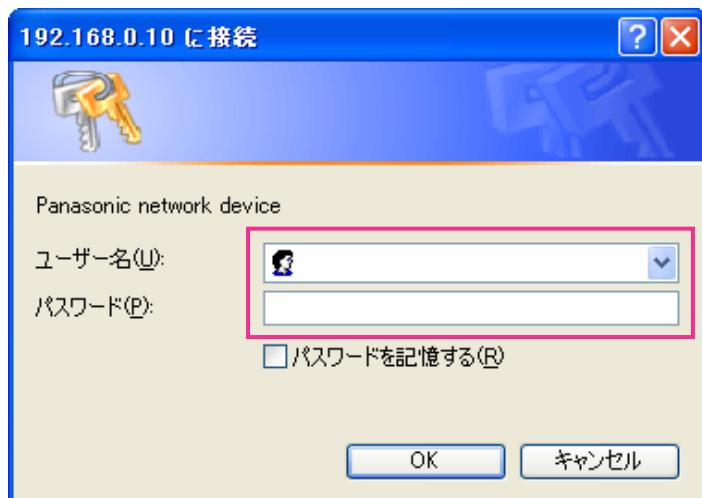 192.168.0.10 に接続
Panasonic network device
ユーザー名(U):
パスワード(P):
パスワードを記憶する(R)
OK キャンセル